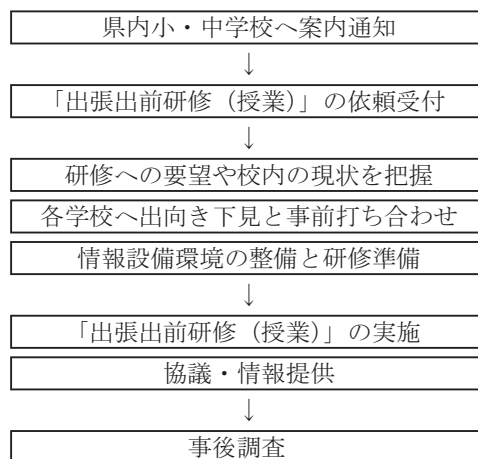 県内小・中学校へ案内通知
↓
「出張出前研修（授業）」の依頼受付
↓
研修への要望や校内の現状を把握
各学校へ出向き下見と事前打ち合わせ
情報設備環境の整備と研修準備
↓
「出張出前研修（授業）」の実施
協議・情報提供
↓
事後調査